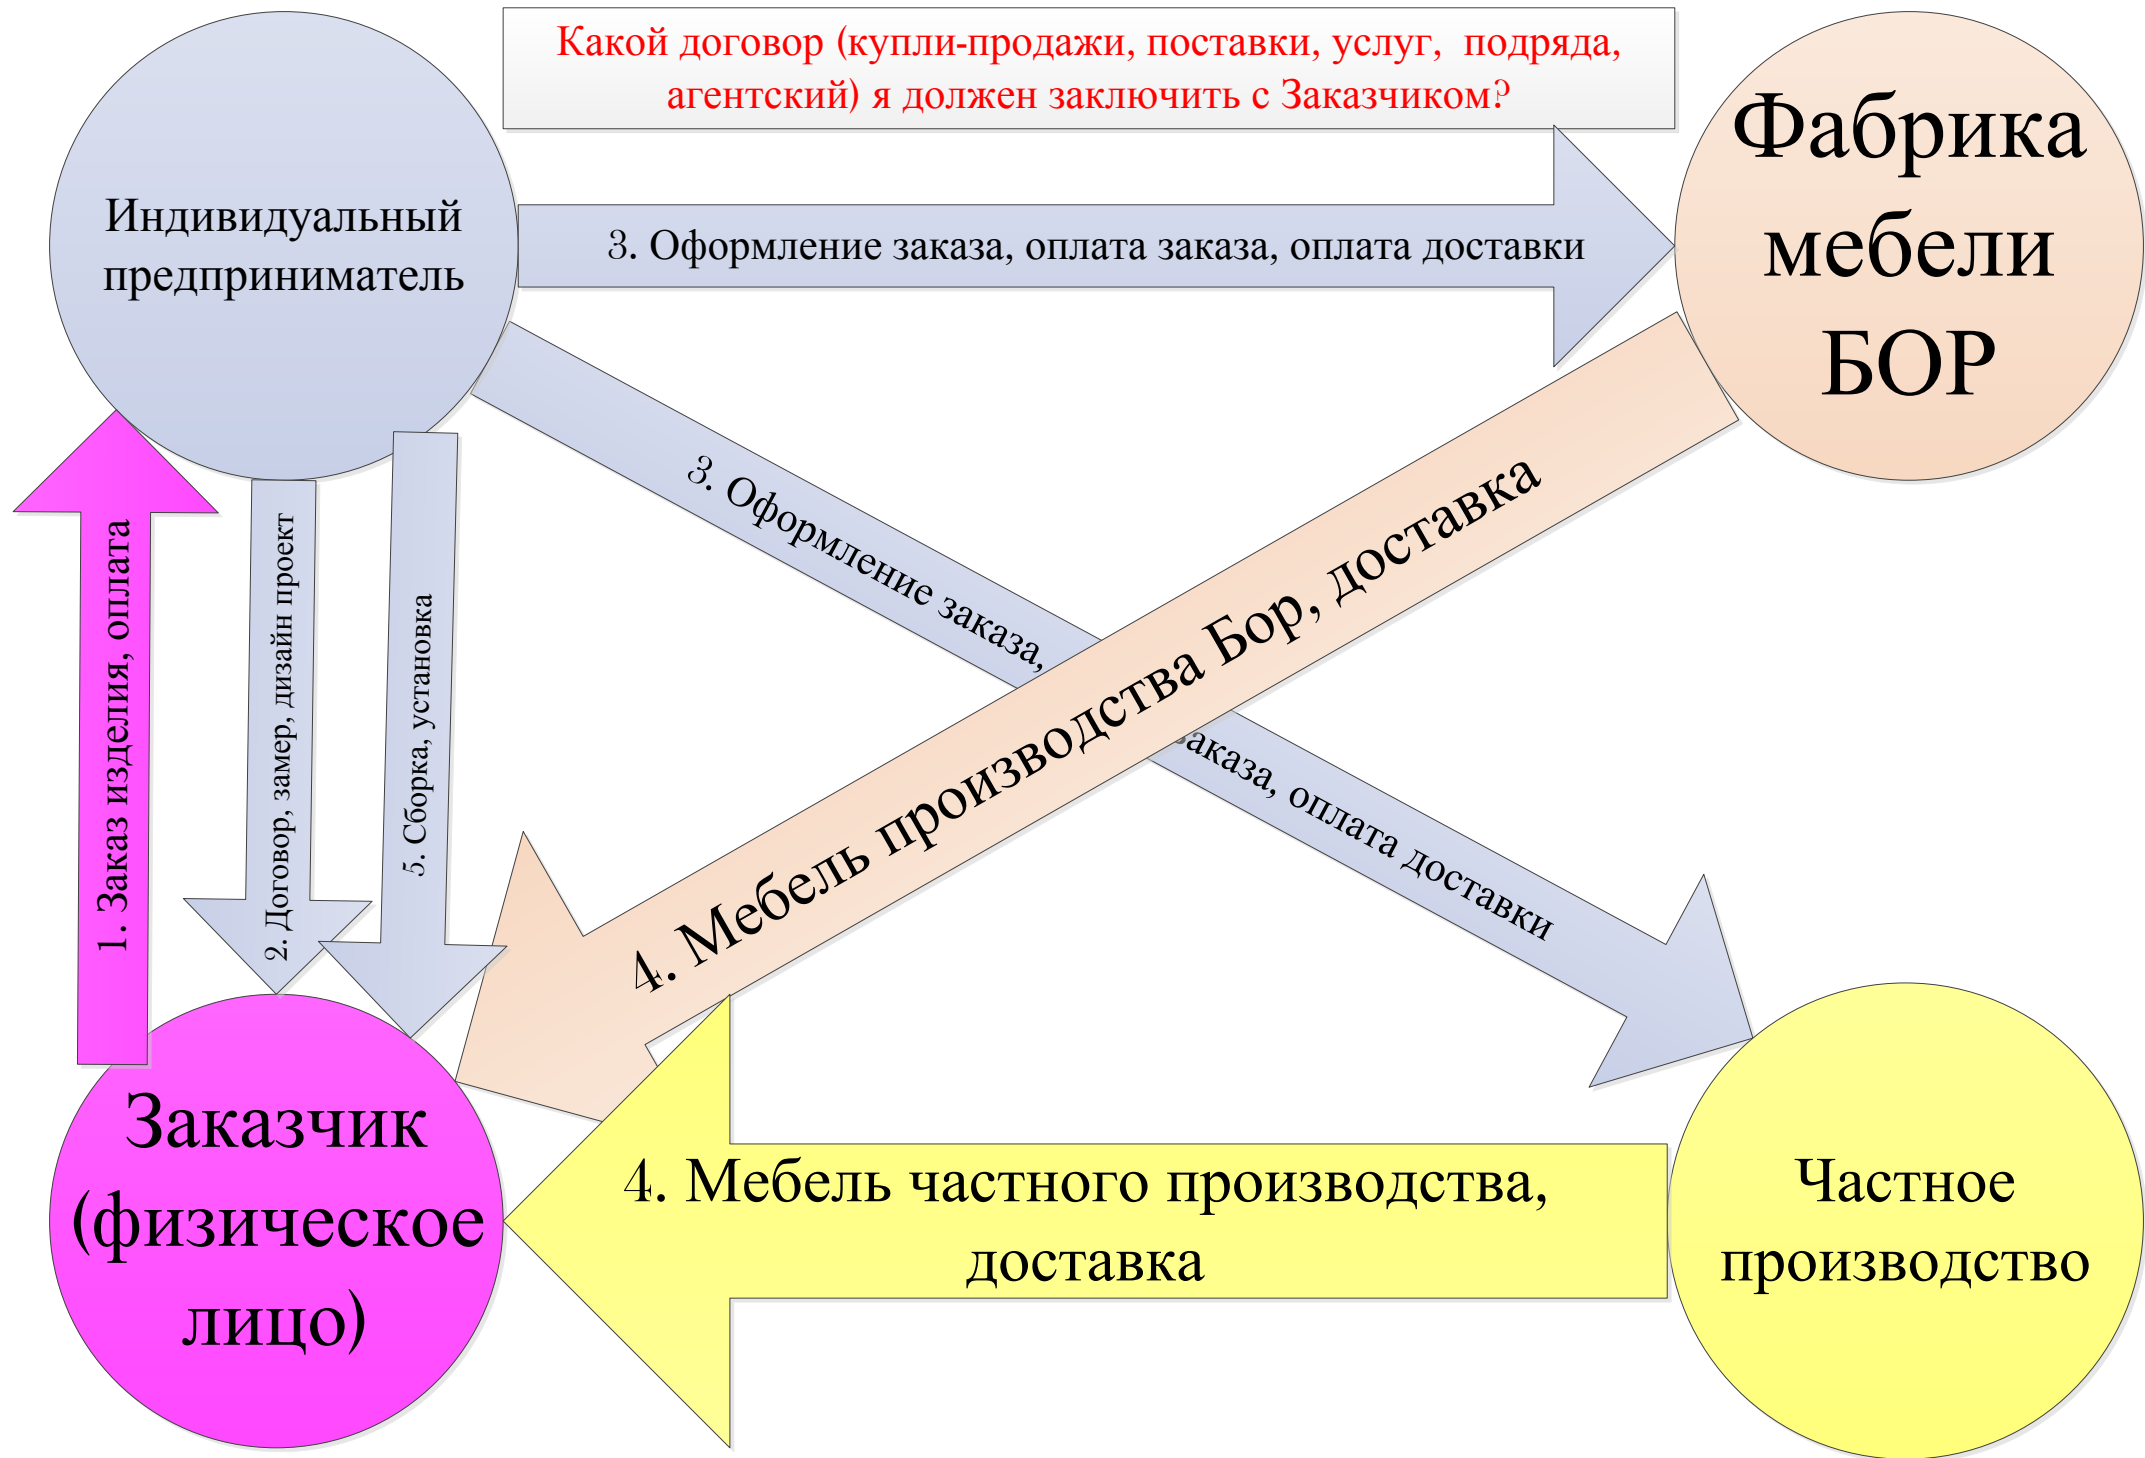 Какой договор (купли-продажи, поставки, услуг, подряда,
агентский) я должен заключить с Заказчиком?
Индивидуальный
предприниматель
3. Оформление заказа, оплата заказа, оплата доставки
Фабрика
мебели
БОР
3. Оформление заказа, заказа, оплата доставки
4. Мебель производства Бор, доставка
1. Заказ изделия, оплата
2. Договор, замер, дизайн проект
5. Сборка, установка
Заказчик
(физическое
лицо)
4. Мебель частного производства,
доставка
Частное
производство